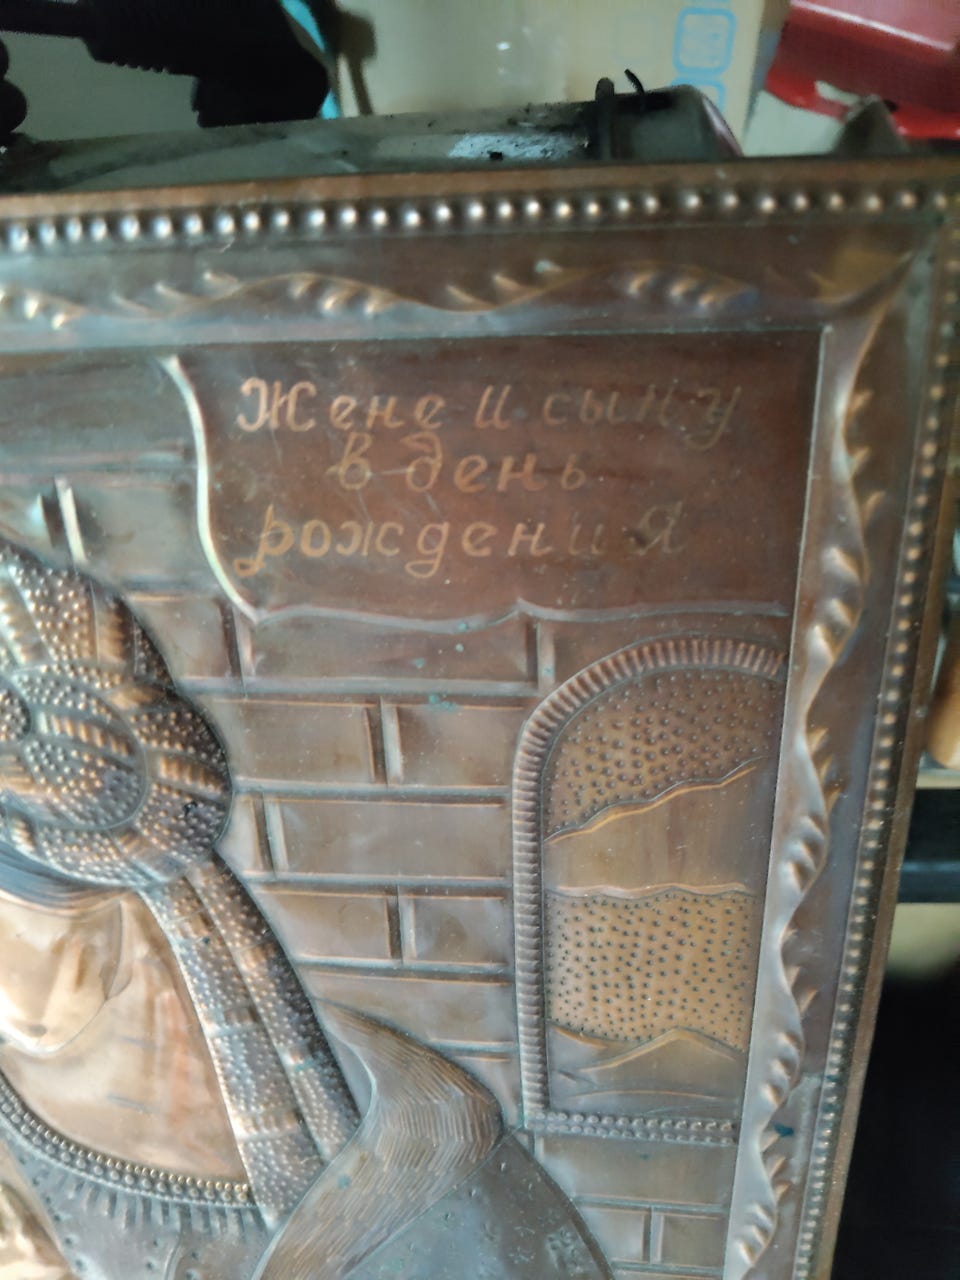 Жене и сыну
в день
рождения